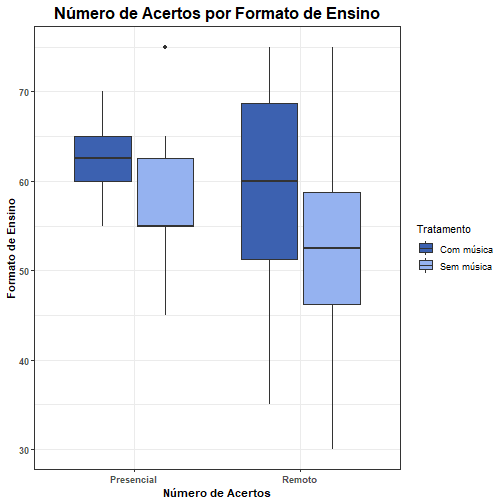 Número de Acertos por Formato de Ensino
Formato de Ensino
70
60
50
40
30
Presencial
Remoto
Número de Acertos
Tratamento
Com música
Sem música